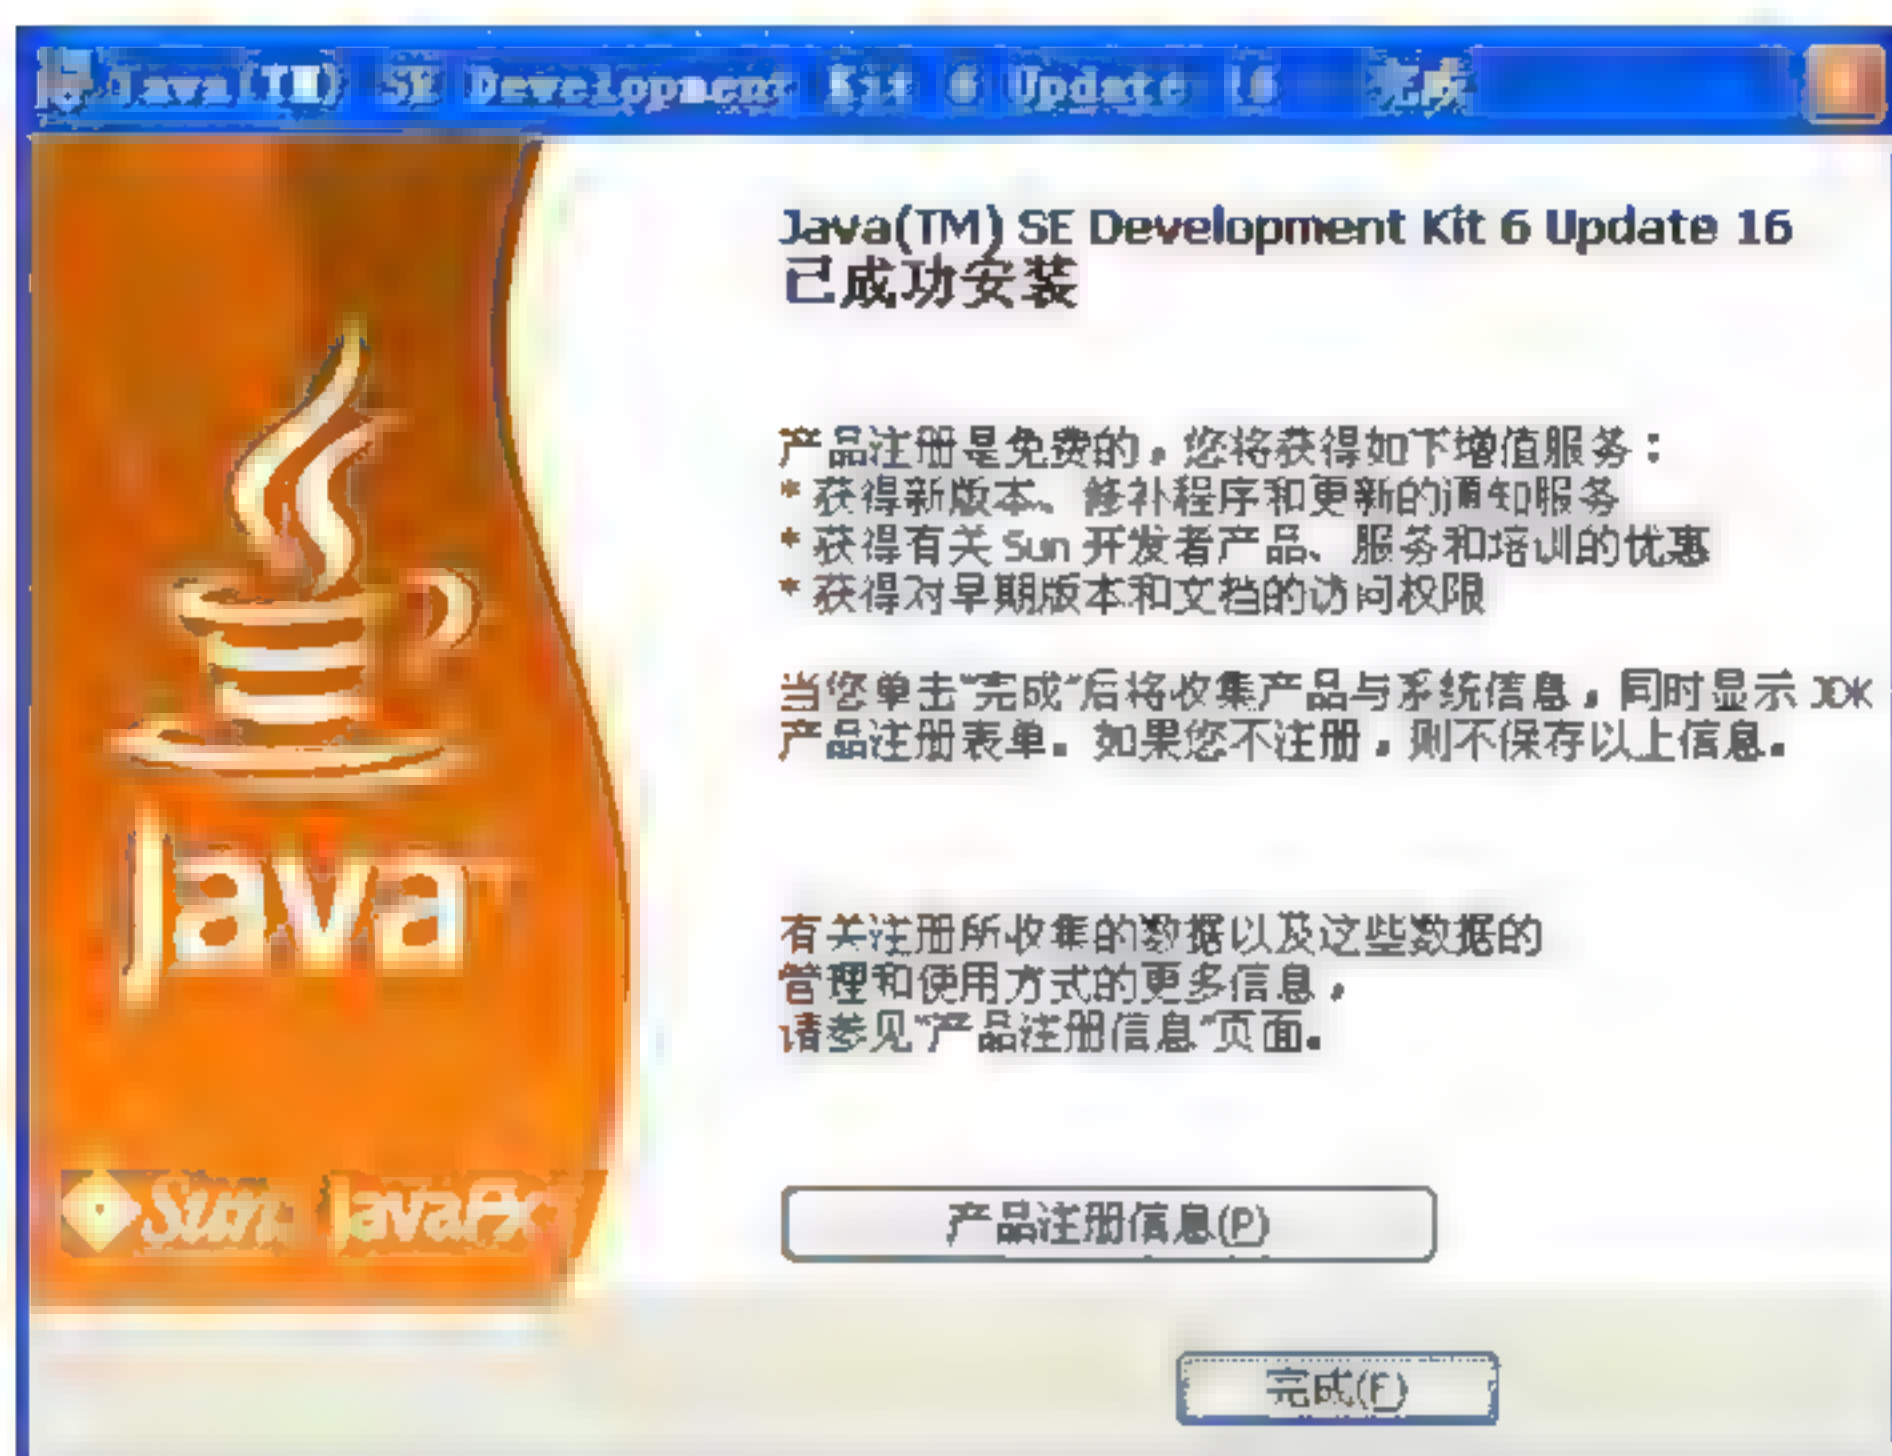 Java(TM) SE Development Kit 6 Update 16 完成
Java(TM) SE Development Kit 6 Update 16
已成功安装
产品注册是免费的，您将获得如下增值服务：
* 获得新版本、修补程序和更新的通知服务
* 获得有关 Sun 开发者产品、服务和培训的优惠
* 获得对早期版本和文档的访问权限
当您单击"完成"后将收集产品与系统信息，同时显示 JDK
产品注册表单。如果您不注册，则不保存以上信息。
有关注册所收集的数据以及这些数据的
管理和使用方式的更多信息，
请参见"产品注册信息"页面。
Java
Sun JavaFX
产品注册信息(P)
完成(F)